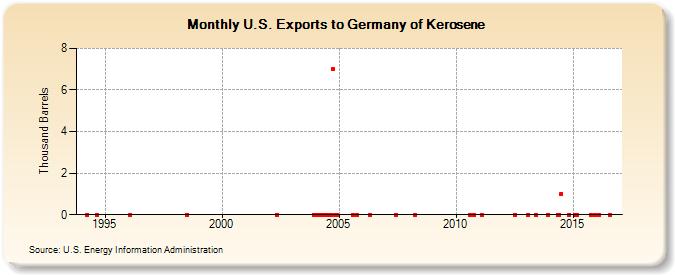 Monthly U.S. Exports to Germany of Kerosene
Thousand Barrels
8
6
4
2
0
1995 2000 2005 2010 2015
Source: U.S. Energy Information Administration